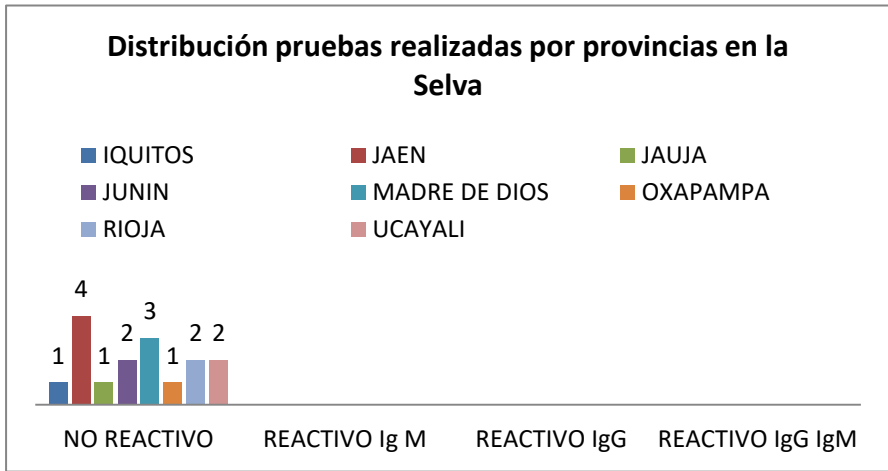 Distribución pruebas realizadas por provincias en la
Selva
IQUITOS JAEN JAUJA
JUNIN MADRE DE DIOS OXAPAMPA
RIOJA UCAYALI
1 4 1 2 3 1 2 2
NO REACTIVO REACTIVO Ig M REACTIVO IgG REACTIVO IgG IgM